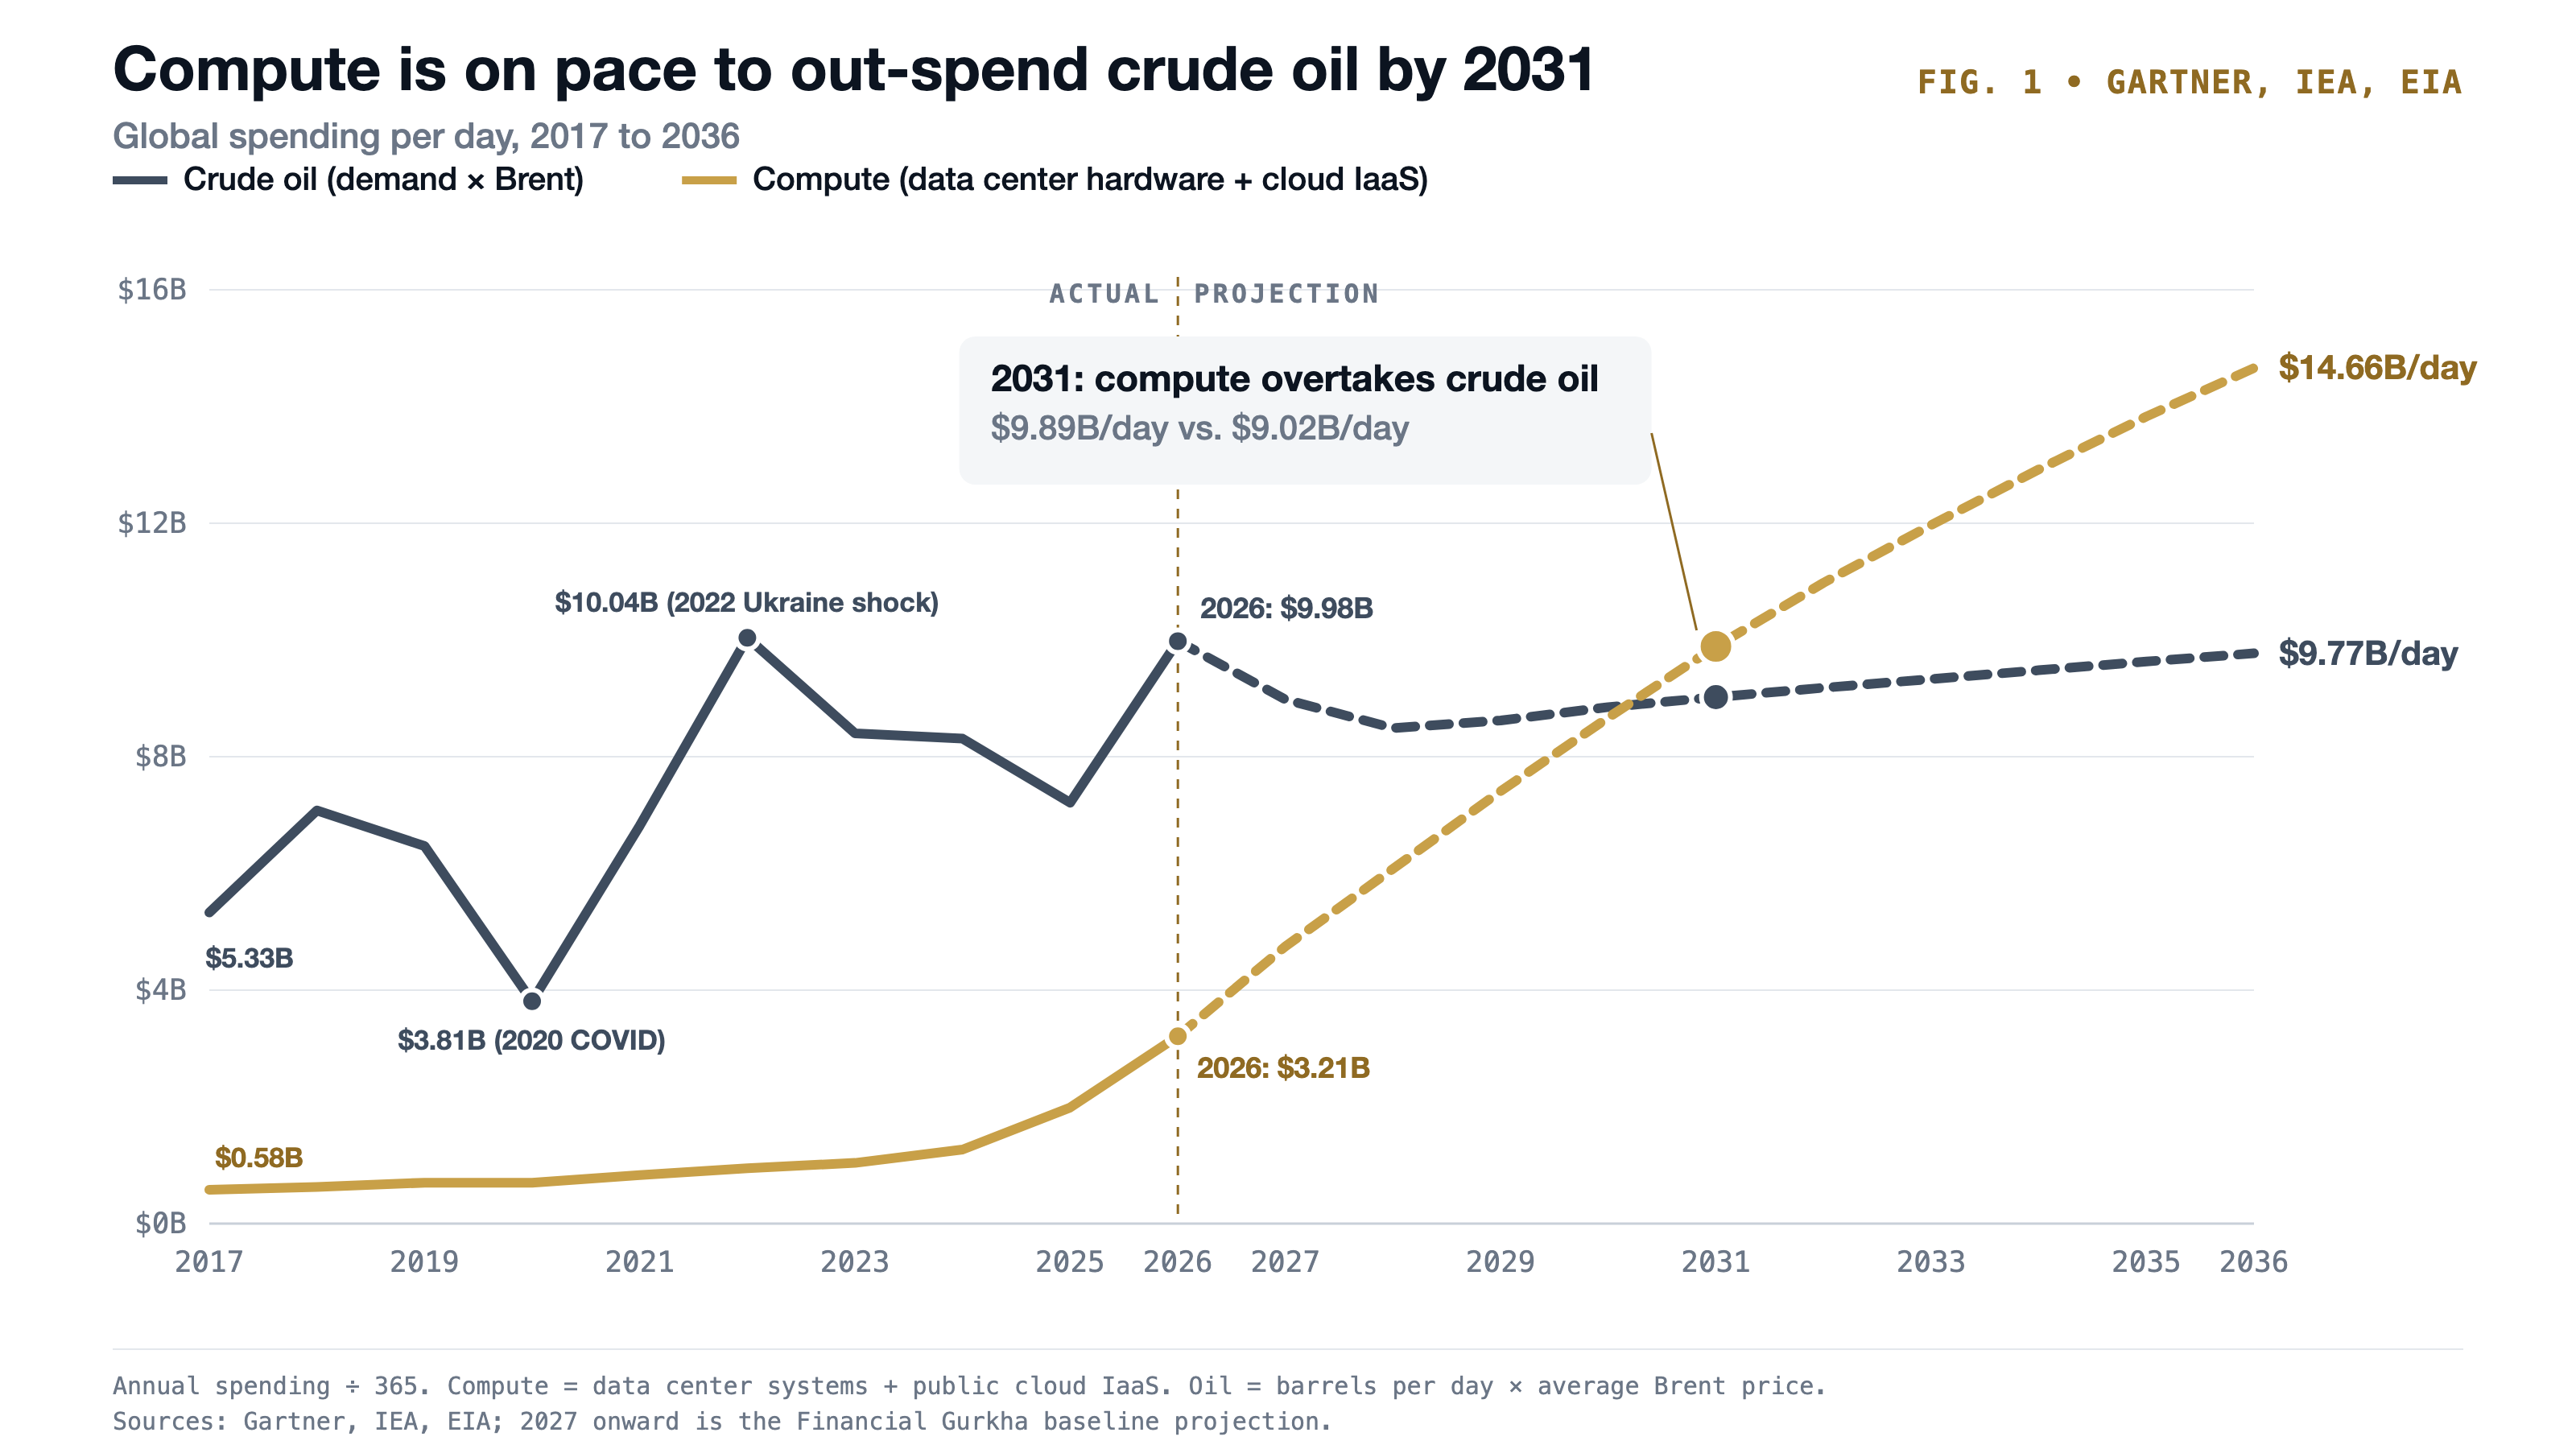 Compute is on pace to out-spend crude oil by 2031
FIG. 1 • GARTNER, IEA, EIA
Global spending per day, 2017 to 2036
Crude oil (demand × Brent)
Compute (data center hardware + cloud IaaS)
$16B
ACTUAL
PROJECTION
2031: compute overtakes crude oil
$9.89B/day vs. $9.02B/day
$14.66B/day
$12B
$10.04B (2022 Ukraine shock)
2026: $9.98B
$9.77B/day
$8B
$5.33B
$4B
$3.81B (2020 COVID)
2026: $3.21B
$0.58B
$0B
2017 2019 2021 2023 2025 2026 2027 2029 2031 2033 2035 2036
Annual spending ÷ 365. Compute = data center systems + public cloud IaaS. Oil = barrels per day × average Brent price.
Sources: Gartner, IEA, EIA; 2027 onward is the Financial Gurkha baseline projection.